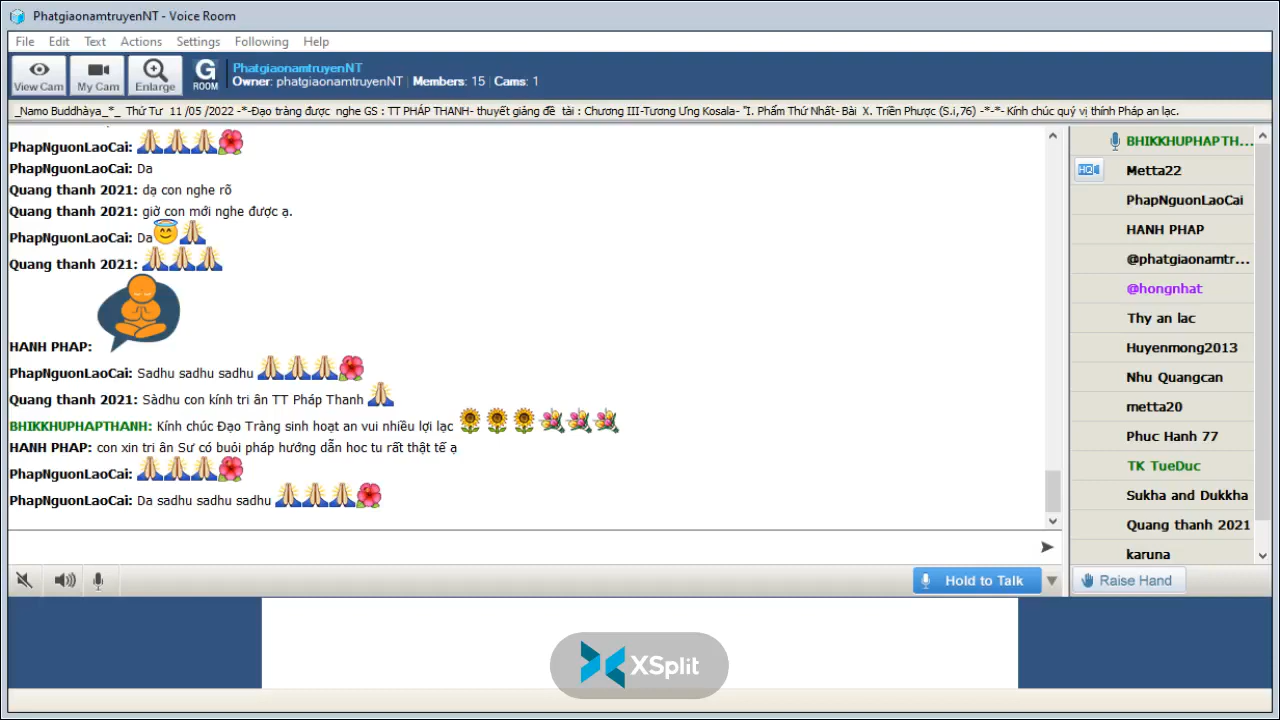 PhatgiaonamtruyenNT - Voice Room
File Edit Text Actions Settings Following Help
View Cam
My Cam
Enlarge
G ROOM
PhatgiaonamtruyenNT
Owner: phatgiaonamtruyenNT | Members: 15 | Cams: 1
_Namo Buddhàya_*_ Thứ Tư 11 /05 /2022 -*-Đạo tràng được nghe GS : TT PHÁP THANH- thuyết giảng đề tài : Chương III-Tương Ưng Kosala- "I. Phẩm Thứ Nhất- Bài X. Triền Phược (S.i,76) -*-*- Kính chúc quý vị thính Pháp an lạc.
PhapNguonLaoCai:
PhapNguonLaoCai: Da
Quang thanh 2021: dạ con nghe rõ
Quang thanh 2021: giờ con mới nghe được ạ.
PhapNguonLaoCai: Da
Quang thanh 2021:
HANH PHAP:
PhapNguonLaoCai: Sadhu sadhu sadhu
Quang thanh 2021: Sàdhu con kính tri ân TT Pháp Thanh
BHIKKHUPHAPTHANH: Kính chúc Đạo Tràng sinh hoạt an vui nhiều lợi lạc
HANH PHAP: con xin tri ân Sư có buỏi pháp hướng dẫn hoc tu rất thật tế ạ
PhapNguonLaoCai:
PhapNguonLaoCai: Da sadhu sadhu sadhu
BHIKKHUPHAPTH...
HQ
Metta22
PhapNguonLaoCai
HANH PHAP
@phatgiaonamtr...
@hongnhat
Thy an lac
Huyenmong2013
Nhu Quangcan
metta20
Phuc Hanh 77
TK TueDuc
Sukha and Dukkha
Quang thanh 2021
karuna
Hold to Talk
Raise Hand
XSplit